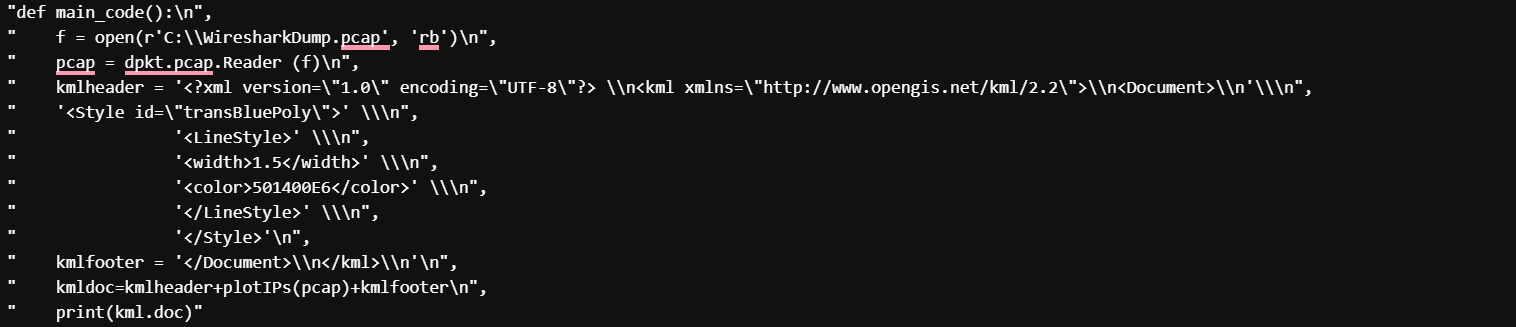 "def main_code():\n",
"    f = open(r'C:\\WiresharkDump.pcap', 'rb')\n",
"    pcap = dpkt.pcap.Reader (f)\n",
"    kmlheader = '<?xml version=\"1.0\" encoding=\"UTF-8\"?> \\n<kml xmlns=\"http://www.opengis.net/kml/2.2\">\\n<Document>\\n'\\\n",
"    '<Style id=\"transBluePoly\">' \\\n",
"                '<LineStyle>' \\\n",
"                '<width>1.5</width>' \\\n",
"                '<color>501400E6</color>' \\\n",
"                '</LineStyle>' \\\n",
"                '</Style>'\n",
"    kmlfooter = '</Document>\\n</kml>\\n'\n",
"    kmldoc=kmlheader+plotIPs(pcap)+kmlfooter\n",
"    print(kml.doc)"